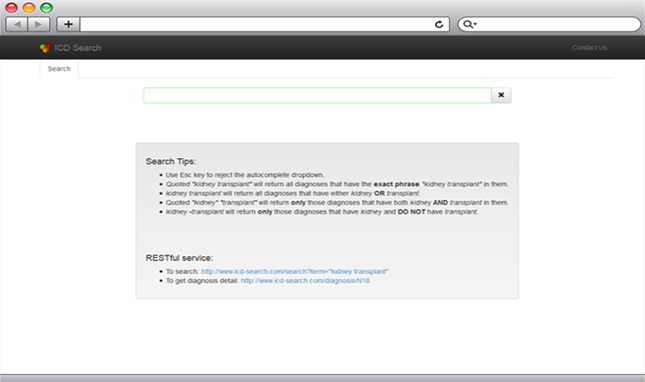 ICD Search
Contact Us
Search
Search Tips:
Use Esc key to reject the autocomplete dropdown.
Quoted "kidney transplant" will return all diagnoses that have the exact phrase "kidney transplant" in them.
kidney transplant will return all diagnoses that have either kidney OR transplant.
Quoted "kidney" "transplant" will return only those diagnoses that have both kidney AND transplant in them.
kidney -transplant will return only those diagnoses that have kidney and DO NOT have transplant.
RESTful service:
To search: http://www.icd-search.com/search?term="kidney transplant"
To get diagnosis detail: http://www.icd-search.com/diagnosis/N18